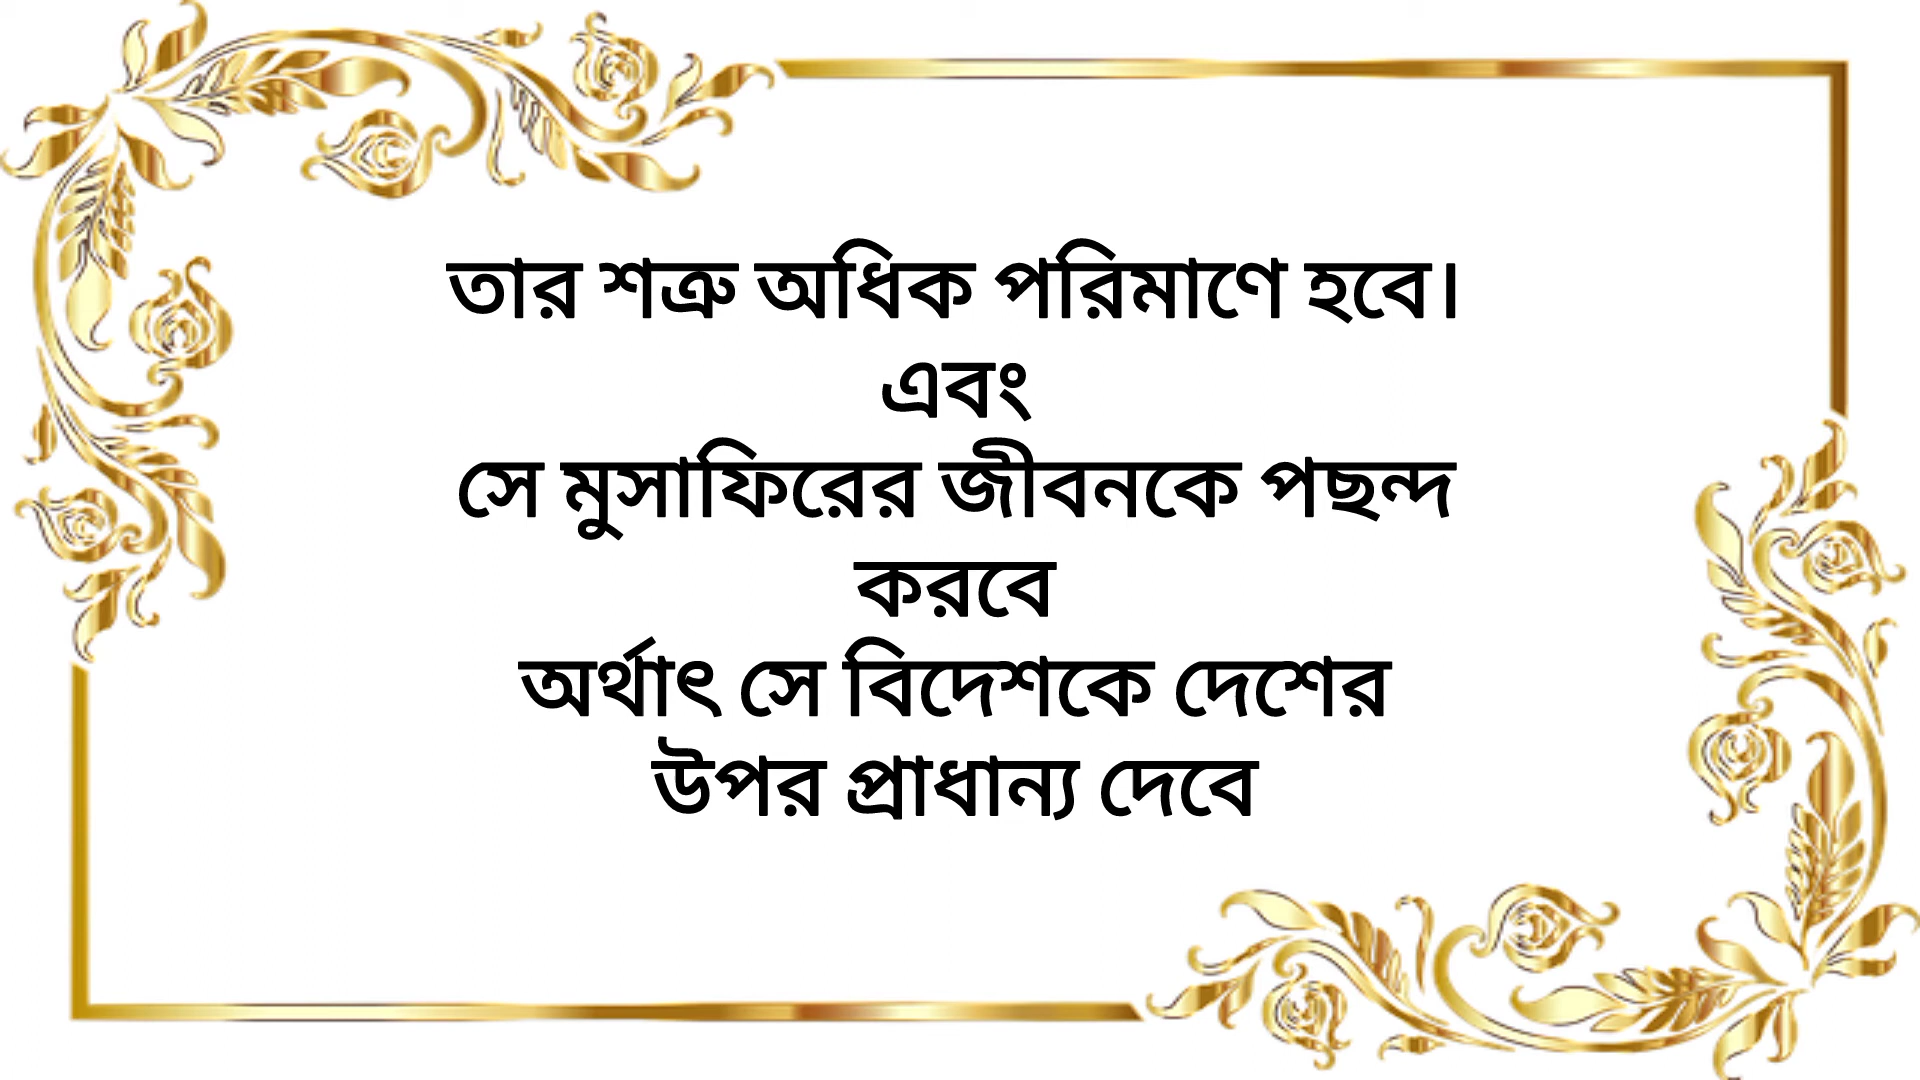 তার শত্রু অধিক পরিমাণে হবে।
এবং
সে মুসাফিরের জীবনকে পছন্দ
করবে
অর্থাৎ সে বিদেশকে দেশের
উপর প্রাধান্য দেবে